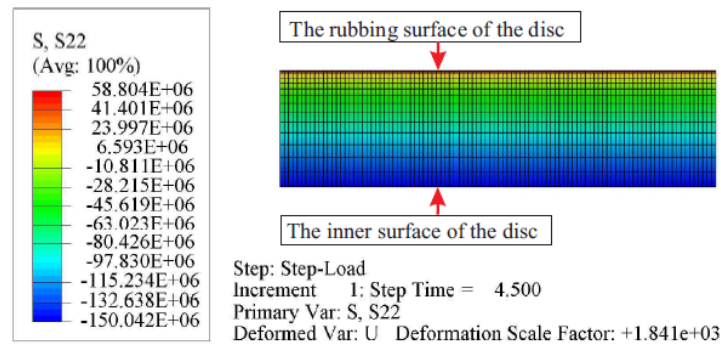 S, S22
(Avg: 100%)
58.804E+06
41.401E+06
23.997E+06
6.593E+06
-10.811E+06
-28.215E+06
-45.619E+06
-63.023E+06
-80.426E+06
-97.830E+06
-115.234E+06
-132.638E+06
-150.042E+06
The rubbing surface of the disc
The inner surface of the disc
Step: Step-Load
Increment 1: Step Time = 4.500
Primary Var: S, S22
Deformed Var: U Deformation Scale Factor: +1.841e+03